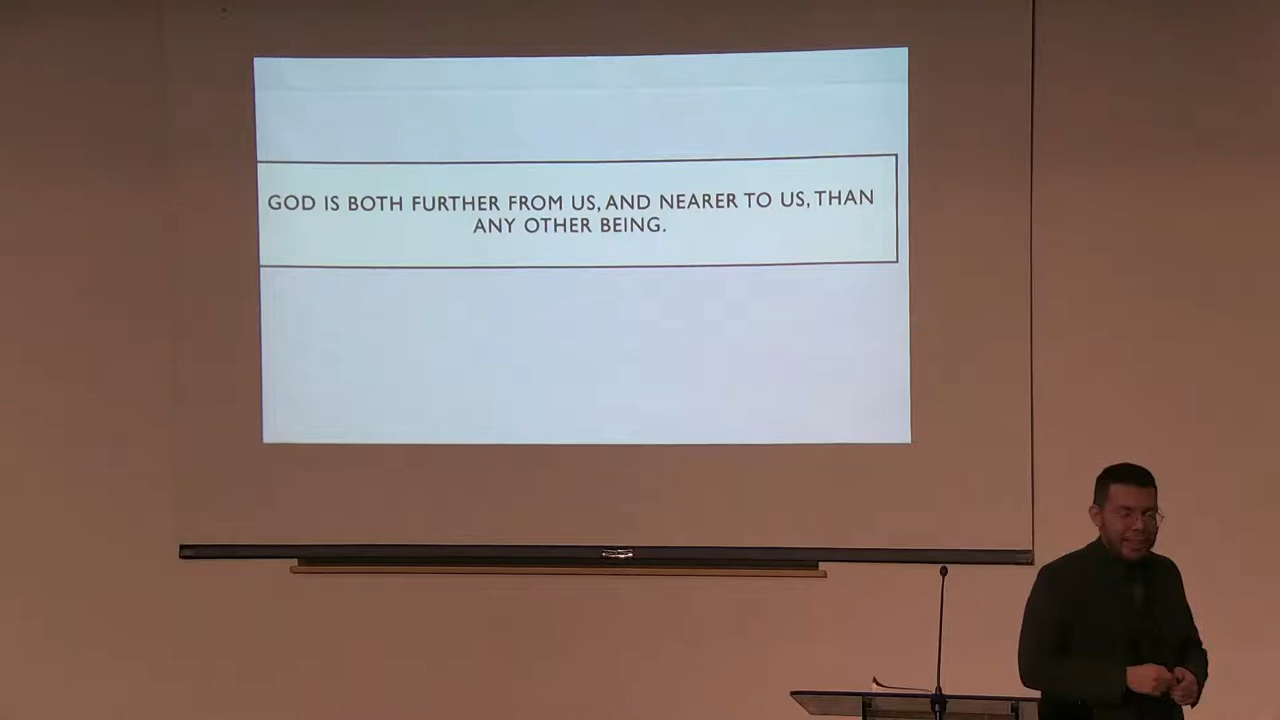 GOD IS BOTH FURTHER FROM US, AND NEARER TO US, THAN
ANY OTHER BEING.